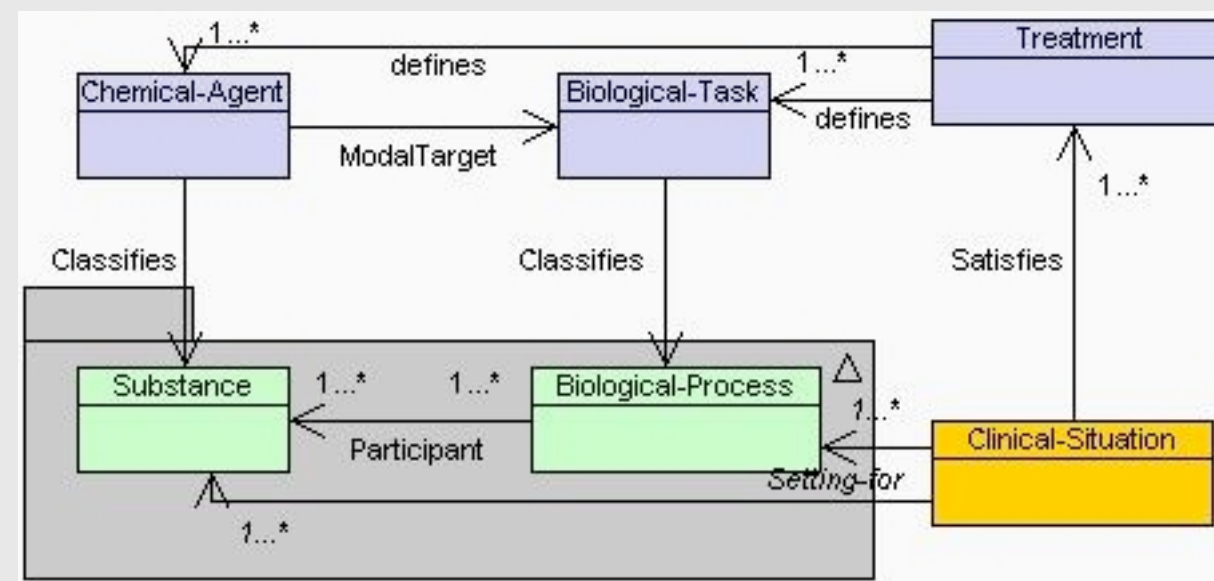 1...*
Treatment
defines
1...*
Chemical-Agent
Biological-Task
defines
ModalTarget
1...*
Classifies
Classifies
Satisfies
Substance
1...*
1...*
Biological-Process
1...*
Participant
Clinical-Situation
Setting-for
1...*